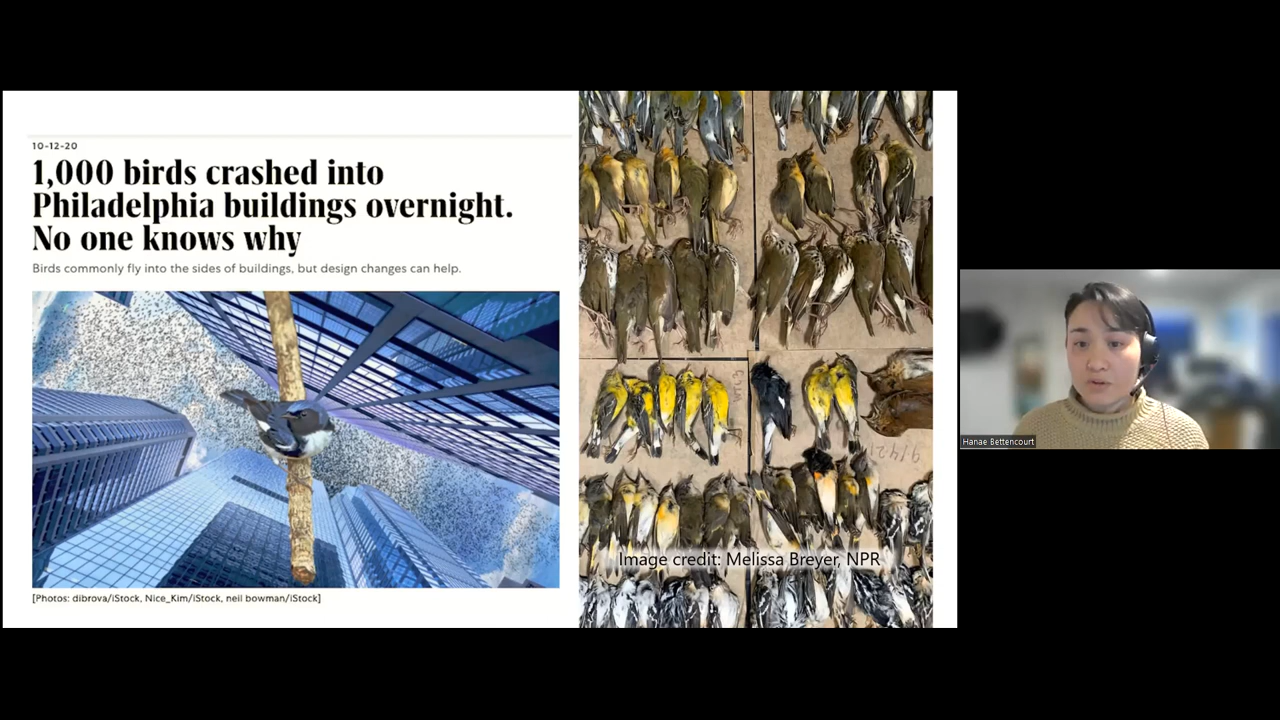 10-12-20
1,000 birds crashed into
Philadelphia buildings overnight.
No one knows why
Birds commonly fly into the sides of buildings, but design changes can help.
[Photos: dibrova/iStock, Nice_Kim/iStock, neil bowman/iStock]
Image credit: Melissa Breyer, NPR
Hanae Bettencourt